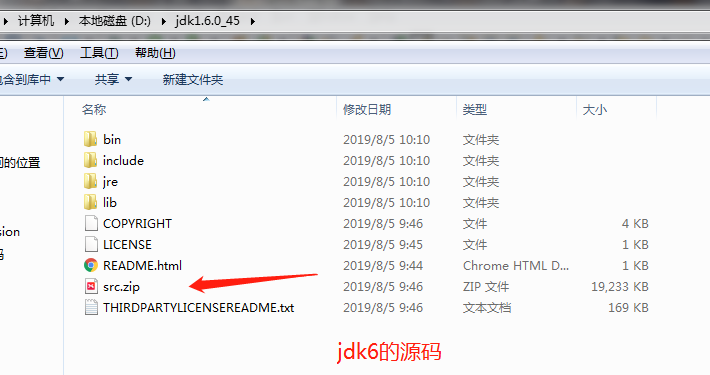 计算机 本地磁盘 (D:) jdk1.6.0_45
查看(V) 工具(T) 帮助(H)
含到库中 共享 新建文件夹
名称 修改日期 类型 大小
bin 2019/8/5 10:10 文件夹
include 2019/8/5 10:10 文件夹
jre 2019/8/5 10:10 文件夹
lib 2019/8/5 10:10 文件夹
COPYRIGHT 2019/8/5 9:46 文件 4 KB
LICENSE 2019/8/5 9:45 文件 1 KB
README.html 2019/8/5 9:44 Chrome HTML D... 1 KB
src.zip 2019/8/5 9:46 ZIP 文件 19,233 KB
THIRDPARTYLICENSEREADME.txt 2019/8/5 9:46 文本文档 169 KB
的位置
sion
码
jdk6的源码